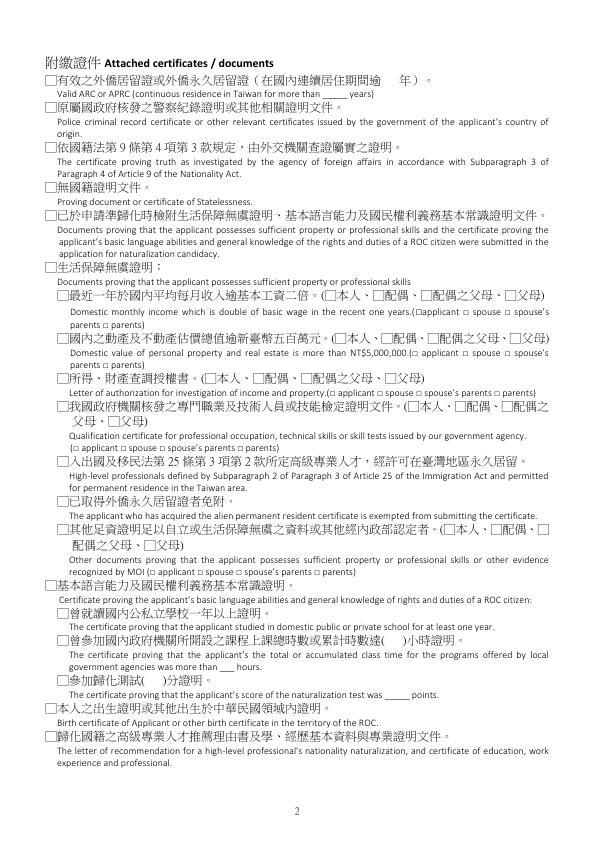 附繳證件 Attached certificates / documents
□有效之外僑居留證或外僑永久居留證（在國內連續居住期間逾　年）。
Valid ARC or APRC (continuous residence in Taiwan for more than _____ years)
□原屬國政府核發之警察紀錄證明或其他相關證明文件。
Police criminal record certificate or other relevant certificates issued by the government of the applicant's country of
origin.
□依國籍法第 9 條第 4 項第 3 款規定，由外交機關查證屬實之證明。
The certificate proving truth as investigated by the agency of foreign affairs in accordance with Subparagraph 3 of
Paragraph 4 of Article 9 of the Nationality Act.
□無國籍證明文件。
Proving document or certificate of Statelessness.
□已於申請準歸化時檢附生活保障無虞證明、基本語言能力及國民權利義務基本常識證明文件。
Documents proving that the applicant possesses sufficient property or professional skills and the certificate proving the
applicant's basic language abilities and general knowledge of the rights and duties of a ROC citizen were submitted in the
application for naturalization candidacy.
□生活保障無虞證明：
Documents proving that the applicant possesses sufficient property or professional skills
□最近一年於國內平均每月收入逾基本工資二倍。(□本人、□配偶、□配偶之父母、□父母)
Domestic monthly income which is double of basic wage in the recent one years.(□applicant □ spouse □ spouse's
parents □ parents)
□國內之動產及不動產估價總值逾新臺幣五百萬元。(□本人、□配偶、□配偶之父母、□父母)
Domestic value of personal property and real estate is more than NT$5,000,000.(□ applicant □ spouse □ spouse's
parents □ parents)
□所得、財產查調授權書。(□本人、□配偶、□配偶之父母、□父母)
Letter of authorization for investigation of income and property.(□ applicant □ spouse □ spouse's parents □ parents)
□我國政府機關核發之專門職業及技術人員或技能檢定證明文件。(□本人、□配偶、□配偶之
父母、□父母)
Qualification certificate for professional occupation, technical skills or skill tests issued by our government agency.
(□ applicant □ spouse □ spouse's parents □ parents)
□入出國及移民法第 25 條第 3 項第 2 款所定高級專業人才，經許可在臺灣地區永久居留。
High-level professionals defined by Subparagraph 2 of Paragraph 3 of Article 25 of the Immigration Act and permitted
for permanent residence in the Taiwan area.
□已取得外僑永久居留證者免附。
The applicant who has acquired the alien permanent resident certificate is exempted from submitting the certificate.
□其他足資證明足以自立或生活保障無虞之資料或其他經內政部認定者。(□本人、□配偶、□
配偶之父母、□父母)
Other documents proving that the applicant possesses sufficient property or professional skills or other evidence
recognized by MOI (□ applicant □ spouse □ spouse's parents □ parents)
□基本語言能力及國民權利義務基本常識證明。
Certificate proving the applicant's basic language abilities and general knowledge of rights and duties of a ROC citizen:
□曾就讀國內公私立學校一年以上證明。
The certificate proving that the applicant studied in domestic public or private school for at least one year.
□曾參加國內政府機關所開設之課程上課總時數或累計時數達(　)小時證明。
The certificate proving that the applicant's the total or accumulated class time for the programs offered by local
government agencies was more than ___ hours.
□參加歸化測試(　)分證明。
The certificate proving that the applicant's score of the naturalization test was _____ points.
□本人之出生證明或其他出生於中華民國領域內證明。
Birth certificate of Applicant or other birth certificate in the territory of the ROC.
□歸化國籍之高級專業人才推薦理由書及學、經歷基本資料與專業證明文件。
The letter of recommendation for a high-level professional's nationality naturalization, and certificate of education, work
experience and professional.
2